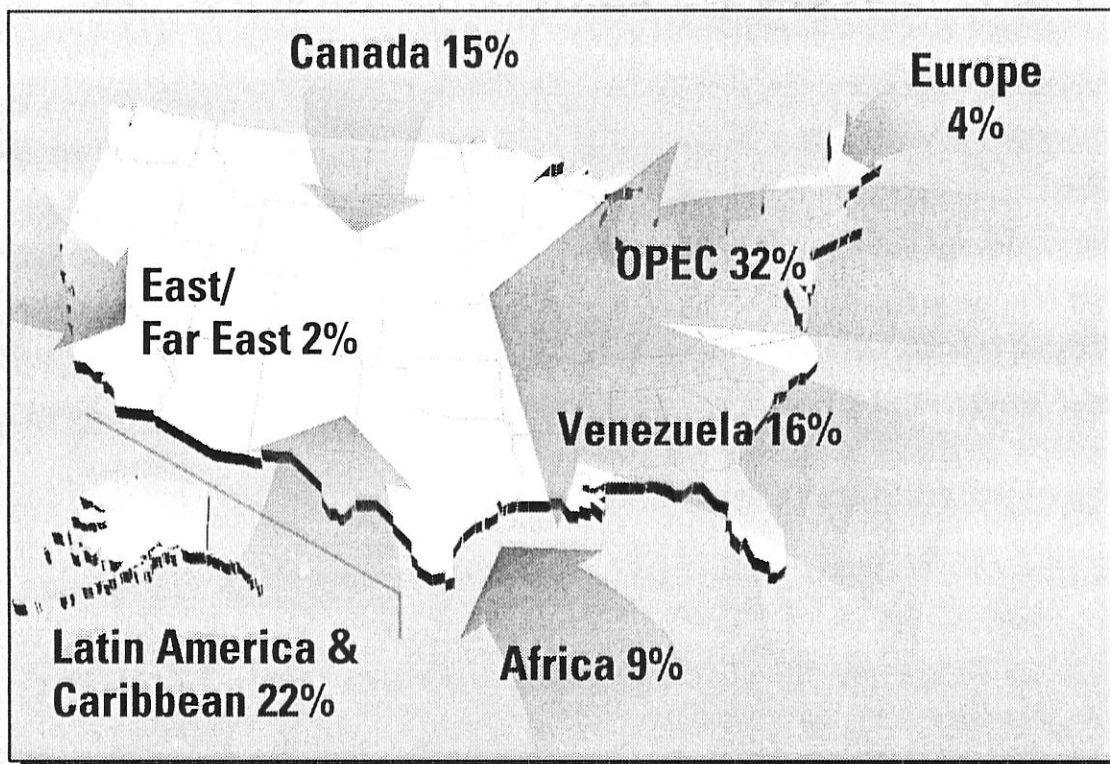 Canada 15%
Europe
4%
OPEC 32%
East/
Far East 2%
Venezuela 16%
Latin America &
Caribbean 22%
Africa 9%